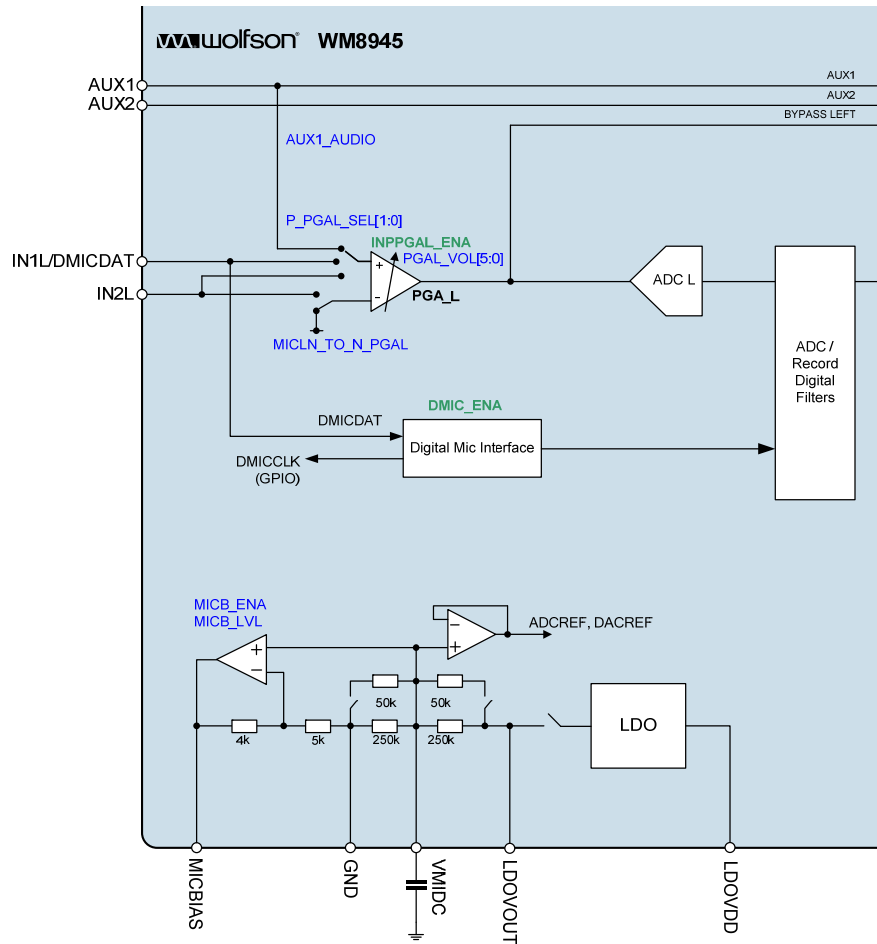 wolfson® WM8945
AUX1
AUX2
AUX1
AUX2
BYPASS LEFT
AUX1_AUDIO
P_PGAL_SEL[1:0]
INPPGAL_ENA
PGAL_VOL[5:0]
IN1L/DMICDAT
+
-
PGA_L
IN2L
MICLN_TO_N_PGAL
ADC L
ADC /
Record
Digital
Filters
DMIC_ENA
DMICDAT
Digital Mic Interface
DMICCLK
(GPIO)
MICB_ENA
MICB_LVL
+
-
-
+
ADCREF, DACREF
50k
50k
4k
5k
250k
250k
LDO
MICBIAS
GND
VMIDC
LDOVOUT
LDOVDD